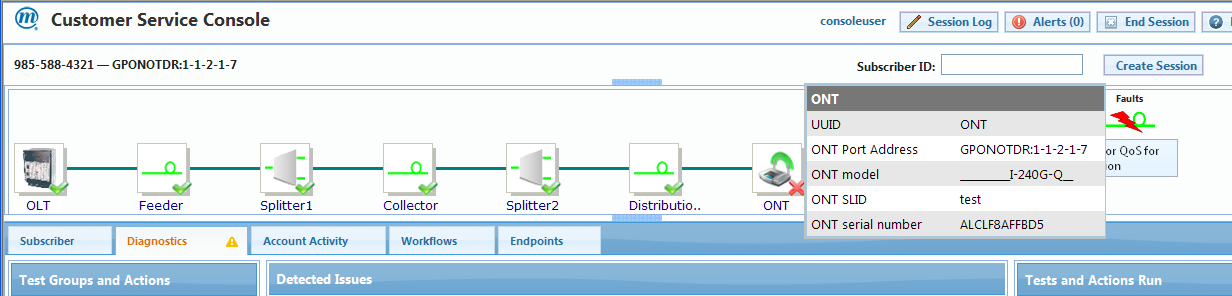 Customer Service Console
consoleuser
Session Log
Alerts (0)
End Session
985-588-4321 — GPONOTDR:1-1-2-1-7
Subscriber ID:
Create Session
ONT
UUID ONT
ONT Port Address GPONOTDR:1-1-2-1-7
ONT model _________I-240G-Q__
ONT SLID test
ONT serial number ALCLF8AFFBD5
Faults
or QoS for
ion
OLT
Feeder
Splitter1
Collector
Splitter2
Distributio..
ONT
Subscriber
Diagnostics
Account Activity
Workflows
Endpoints
Test Groups and Actions
Detected Issues
Tests and Actions Run